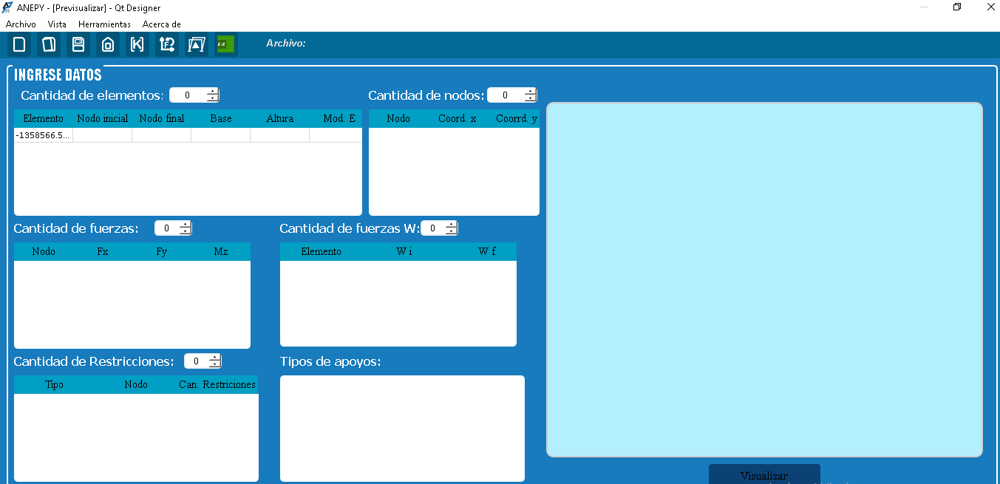 ANEPY - [Previsualizar] - Qt Designer
Archivo Vista Herramientas Acerca de
E-X Archivo:
INGRESE DATOS
Cantidad de elementos: 0 Cantidad de nodos: 0
Elemento Nodo inicial Nodo final Base Altura Mod. E Nodo Coord. x Coorrd. y
-1358566.5...
Cantidad de fuerzas: 0 Cantidad de fuerzas W: 0
Nodo Fx Fy Mz Elemento W i W f
Cantidad de Restricciones: 0 Tipos de apoyos:
Tipo Nodo Can. Restriciones
Visualizar